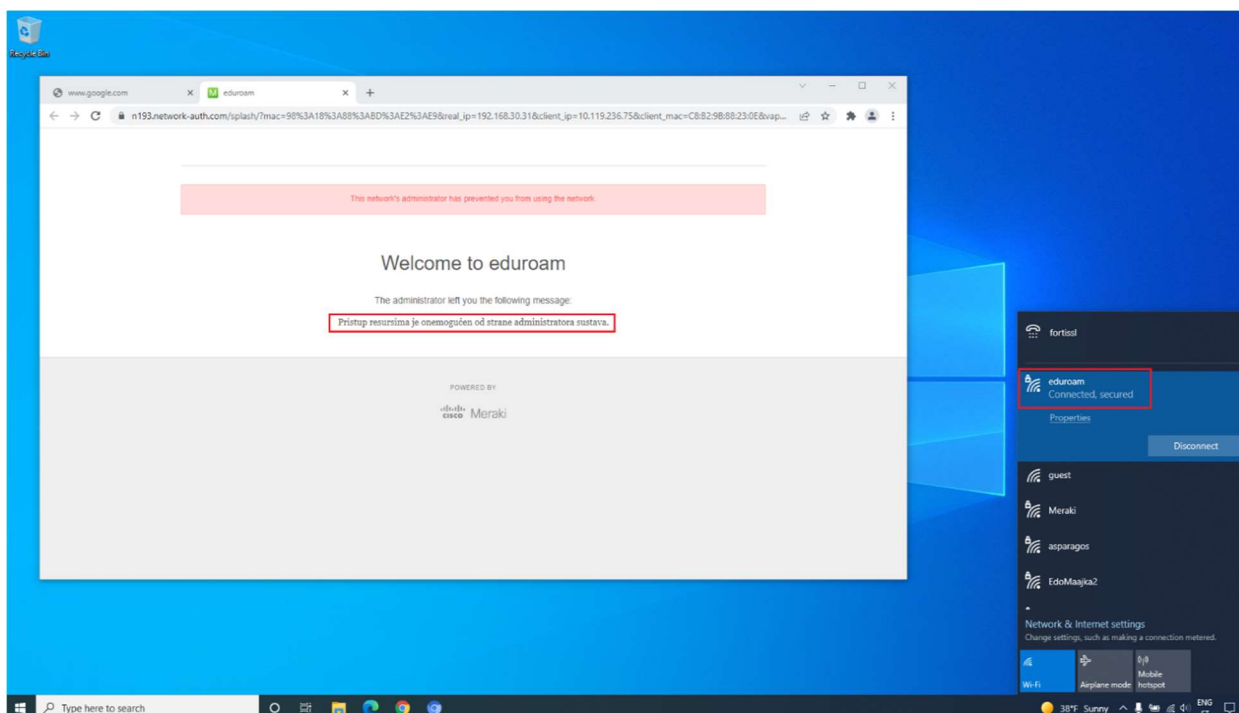 Recycle Bin
www.google.com
eduroam
n193.network-auth.com/splash/?mac=98%3A18%3A88%3ABD%3AE2%3AE9&real_ip=192.168.30.31&client_ip=10.119.236.75&client_mac=C8:B2:9B:88:23:0E&vap...
This network's administrator has prevented you from using the network.
Welcome to eduroam
The administrator left you the following message:
Pristup resursima je onemogućen od strane administratora sustava.
POWERED BY
cisco Meraki
fortissl
eduroam
Connected, secured
Properties
Disconnect
guest
Meraki
asparagos
EdoMaajka2
Network & Internet settings
Change settings, such as making a connection metered.
Wi-Fi
Airplane mode
Mobile
hotspot
Type here to search
38°F Sunny
ENG